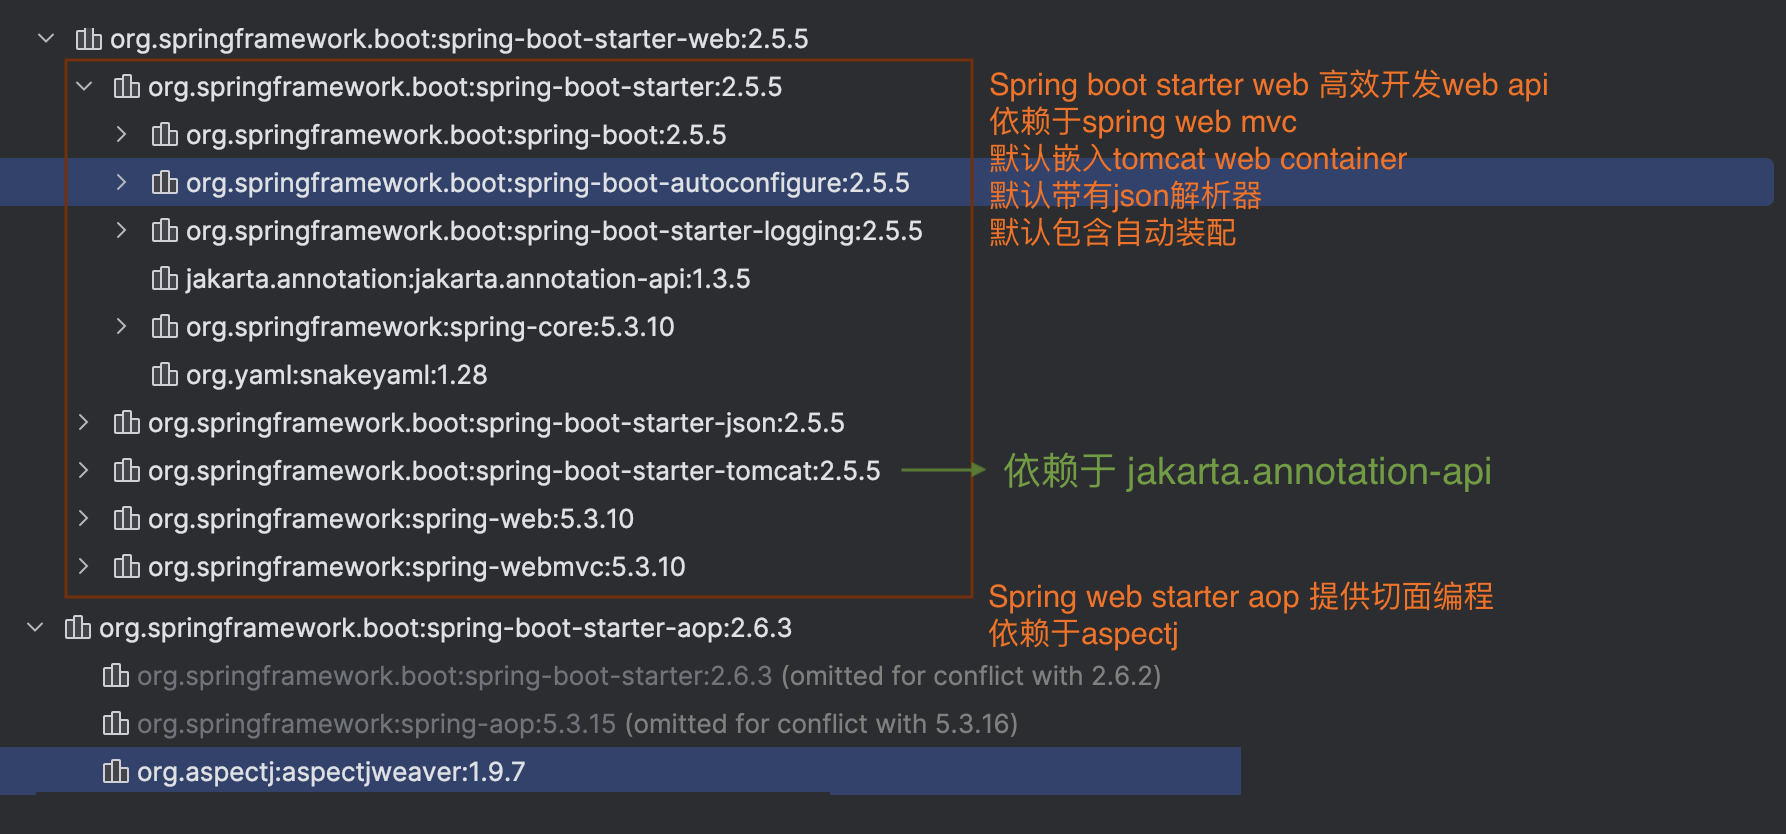 org.springframework.boot:spring-boot-starter-web:2.5.5
org.springframework.boot:spring-boot-starter:2.5.5
org.springframework.boot:spring-boot:2.5.5
org.springframework.boot:spring-boot-autoconfigure:2.5.5
org.springframework.boot:spring-boot-starter-logging:2.5.5
jakarta.annotation:jakarta.annotation-api:1.3.5
org.springframework:spring-core:5.3.10
org.yaml:snakeyaml:1.28
org.springframework.boot:spring-boot-starter-json:2.5.5
org.springframework.boot:spring-boot-starter-tomcat:2.5.5
org.springframework:spring-web:5.3.10
org.springframework:spring-webmvc:5.3.10
Spring boot starter web 高效开发web api
依赖于spring web mvc
默认嵌入tomcat web container
默认带有json解析器
默认包含自动装配
依赖于 jakarta.annotation-api
org.springframework.boot:spring-boot-starter-aop:2.6.3
org.springframework.boot:spring-boot-starter:2.6.3 (omitted for conflict with 2.6.2)
org.springframework:spring-aop:5.3.15 (omitted for conflict with 5.3.16)
org.aspectj:aspectjweaver:1.9.7
Spring web starter aop 提供切面编程
依赖于aspectj